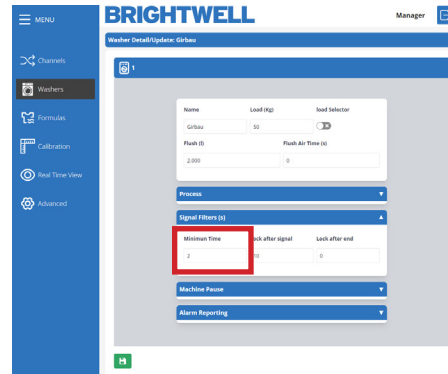 MENU
BRIGHTWELL
Manager
Washer Detail/Update: Girbau
Channels
Washers
Formulas
Calibration
Real Time View
Advanced
1
Name Load (Kg) load Selector
Girbau 50
Flush (l) Flush Air Time (s)
2.000 0
Process
Signal Filters (s)
Minimun Time Lock after signal Lock after end
2 10 0
Machine Pause
Alarm Reporting